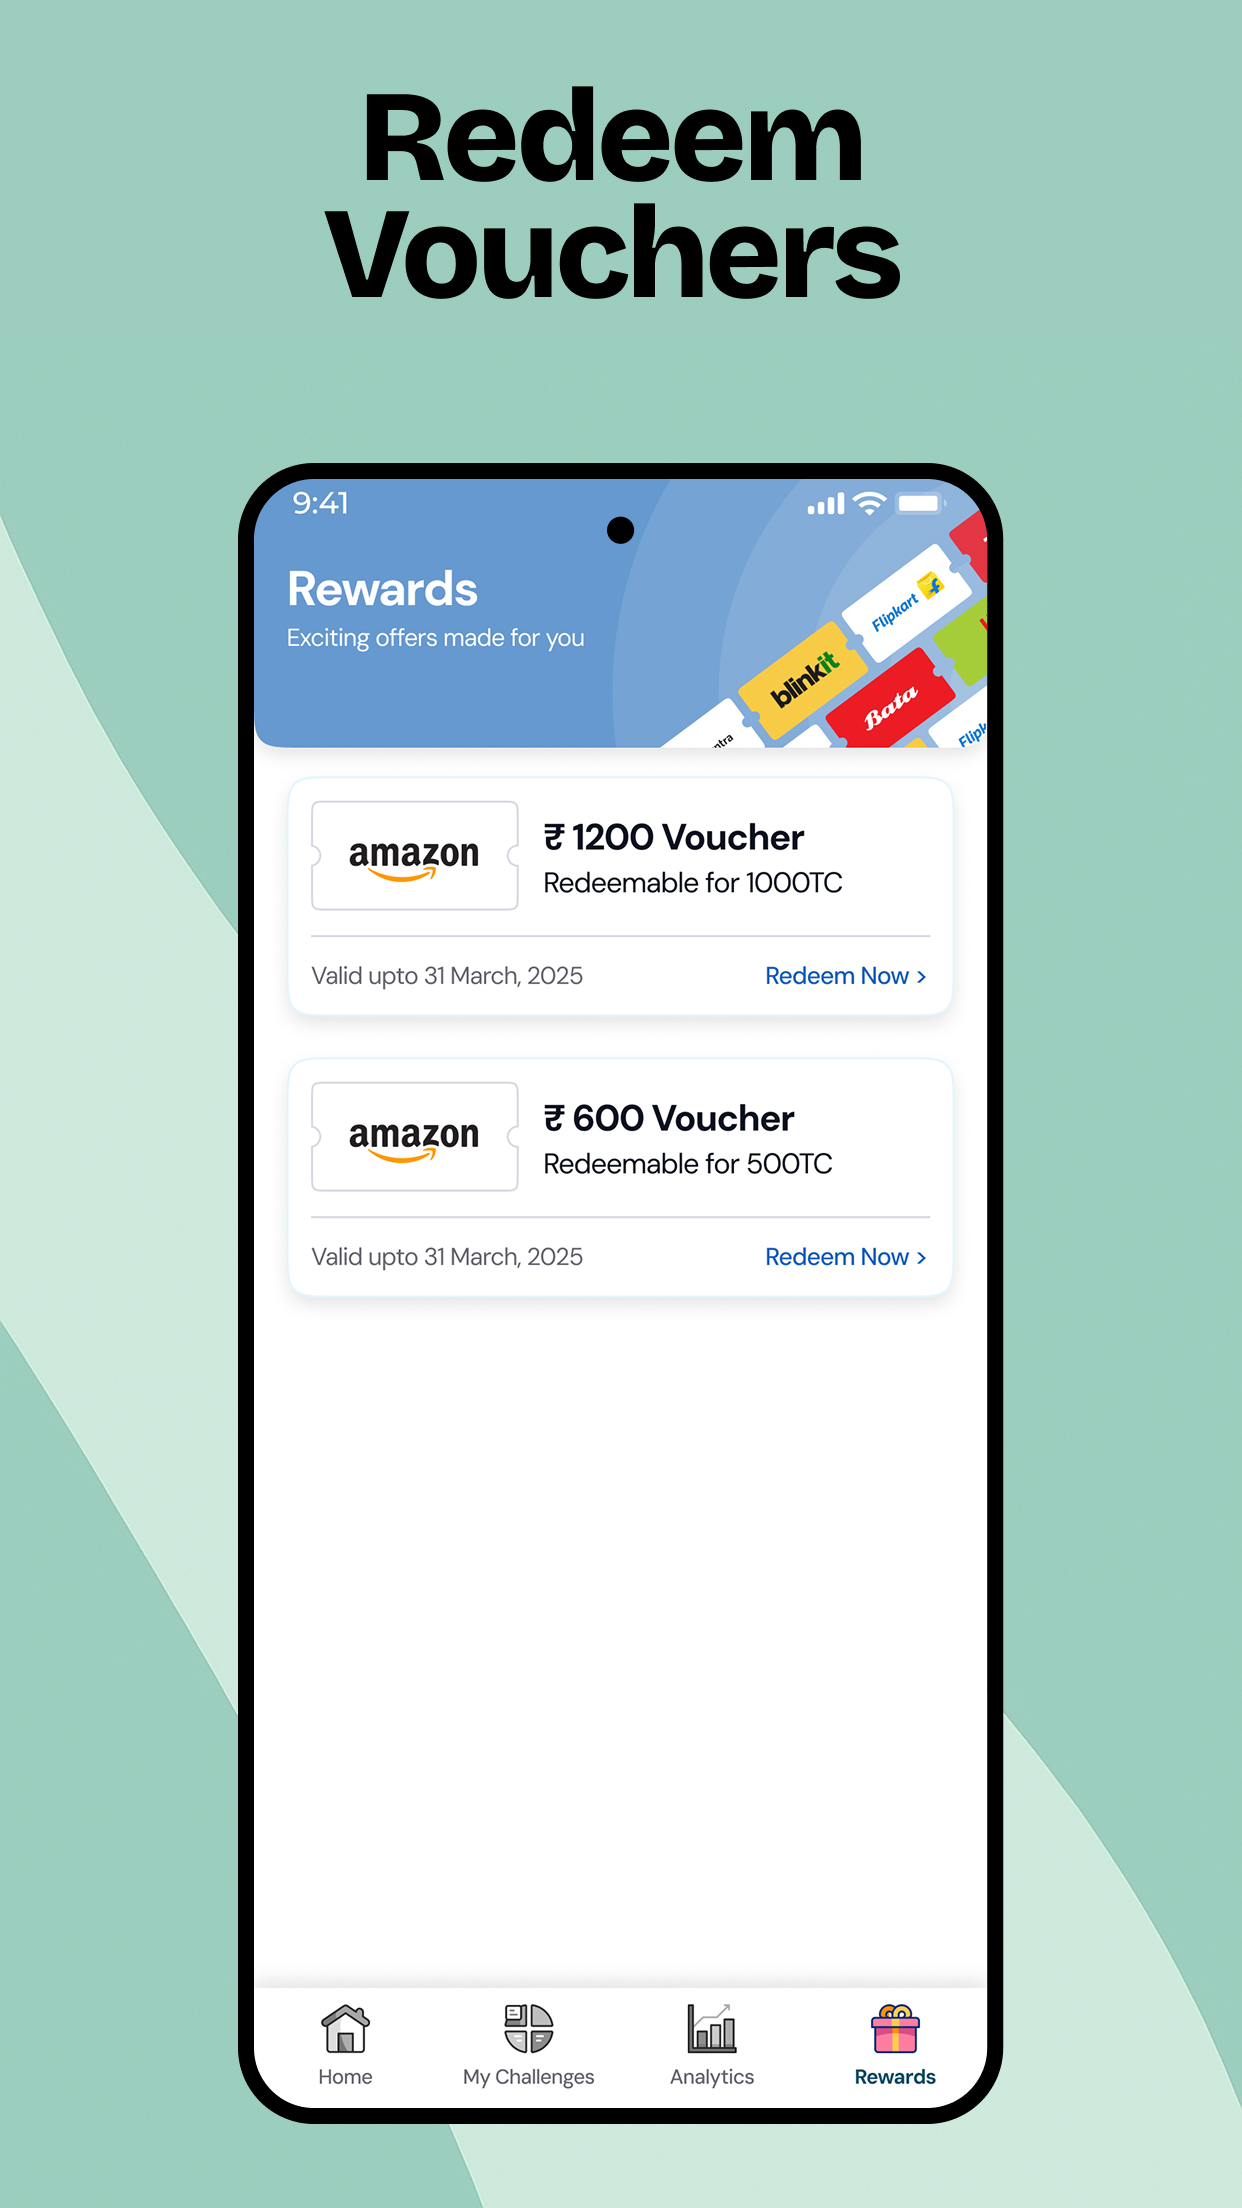 Redeem
Vouchers
9:41
Rewards
Exciting offers made for you
Flipkart
blinkit
Bata
amazon
₹ 1200 Voucher
Redeemable for 1000TC
Valid upto 31 March, 2025
Redeem Now >
amazon
₹ 600 Voucher
Redeemable for 500TC
Valid upto 31 March, 2025
Redeem Now >
Home
My Challenges
Analytics
Rewards